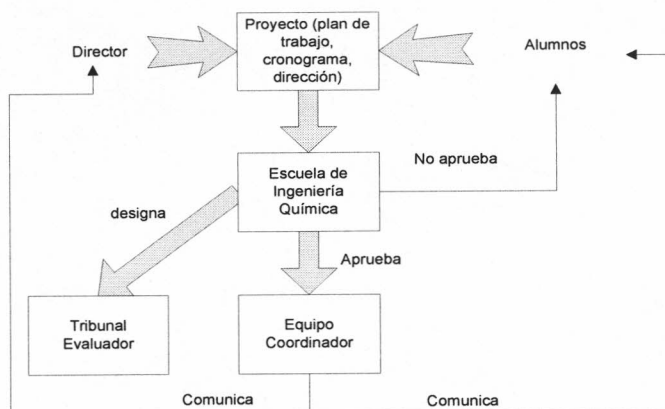 Proyecto (plan de
trabajo,
cronograma,
dirección)
Director
Alumnos
Escuela de
Ingeniería
Química
No aprueba
designa
Aprueba
Tribunal
Evaluador
Equipo
Coordinador
Comunica
Comunica